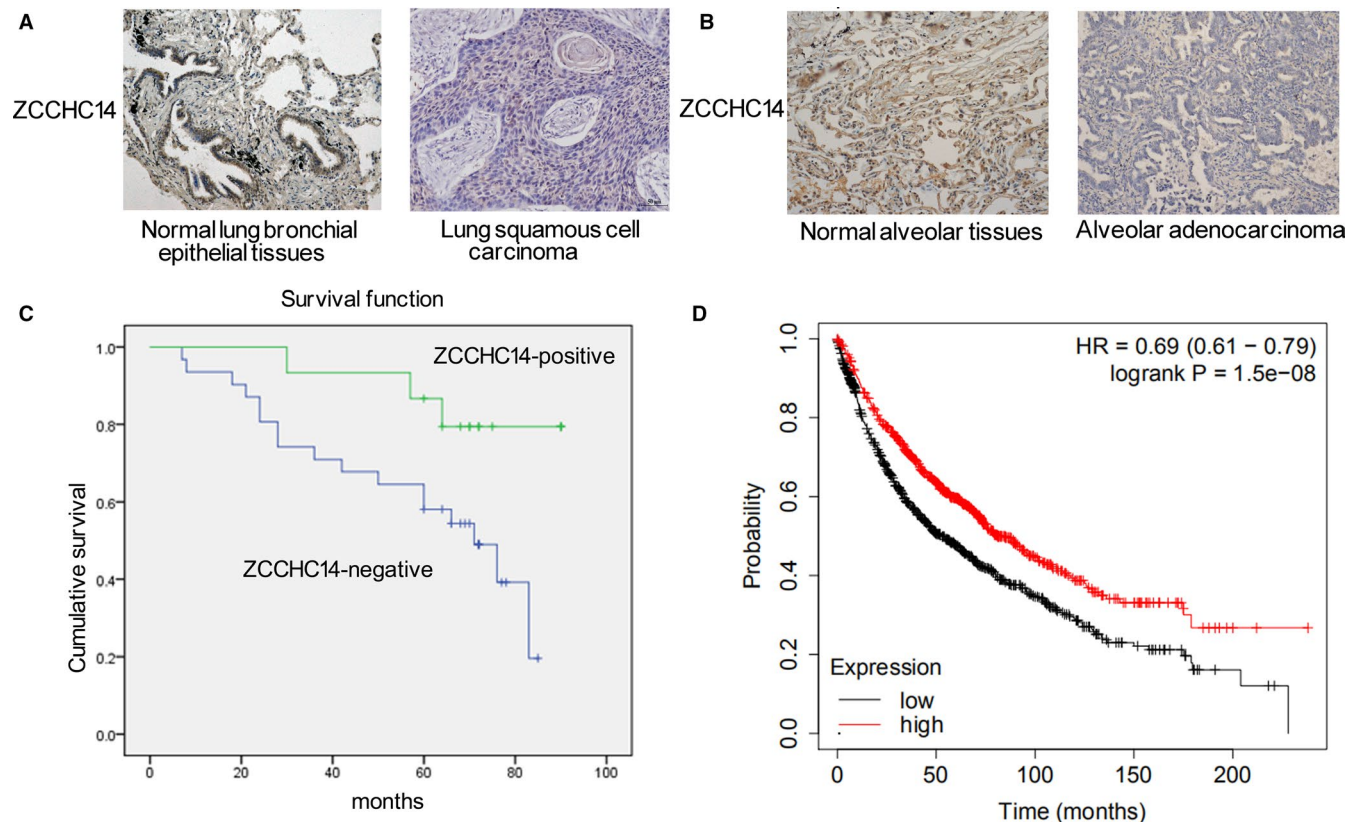 A
B
ZCCHC14
ZCCHC14
Normal lung bronchial
epithelial tissues
Lung squamous cell
carcinoma
Normal alveolar tissues
Alveolar adenocarcinoma
C
Survival function
ZCCHC14-positive
ZCCHC14-negative
Cumulative survival
1.0
0.8
0.6
0.4
0.2
0.0
0
20
40
60
80
100
months
D
HR = 0.69 (0.61 − 0.79)
logrank P = 1.5e−08
Probability
1.0
0.8
0.6
0.4
0.2
0.0
Expression
low
high
0
50
100
150
200
Time (months)